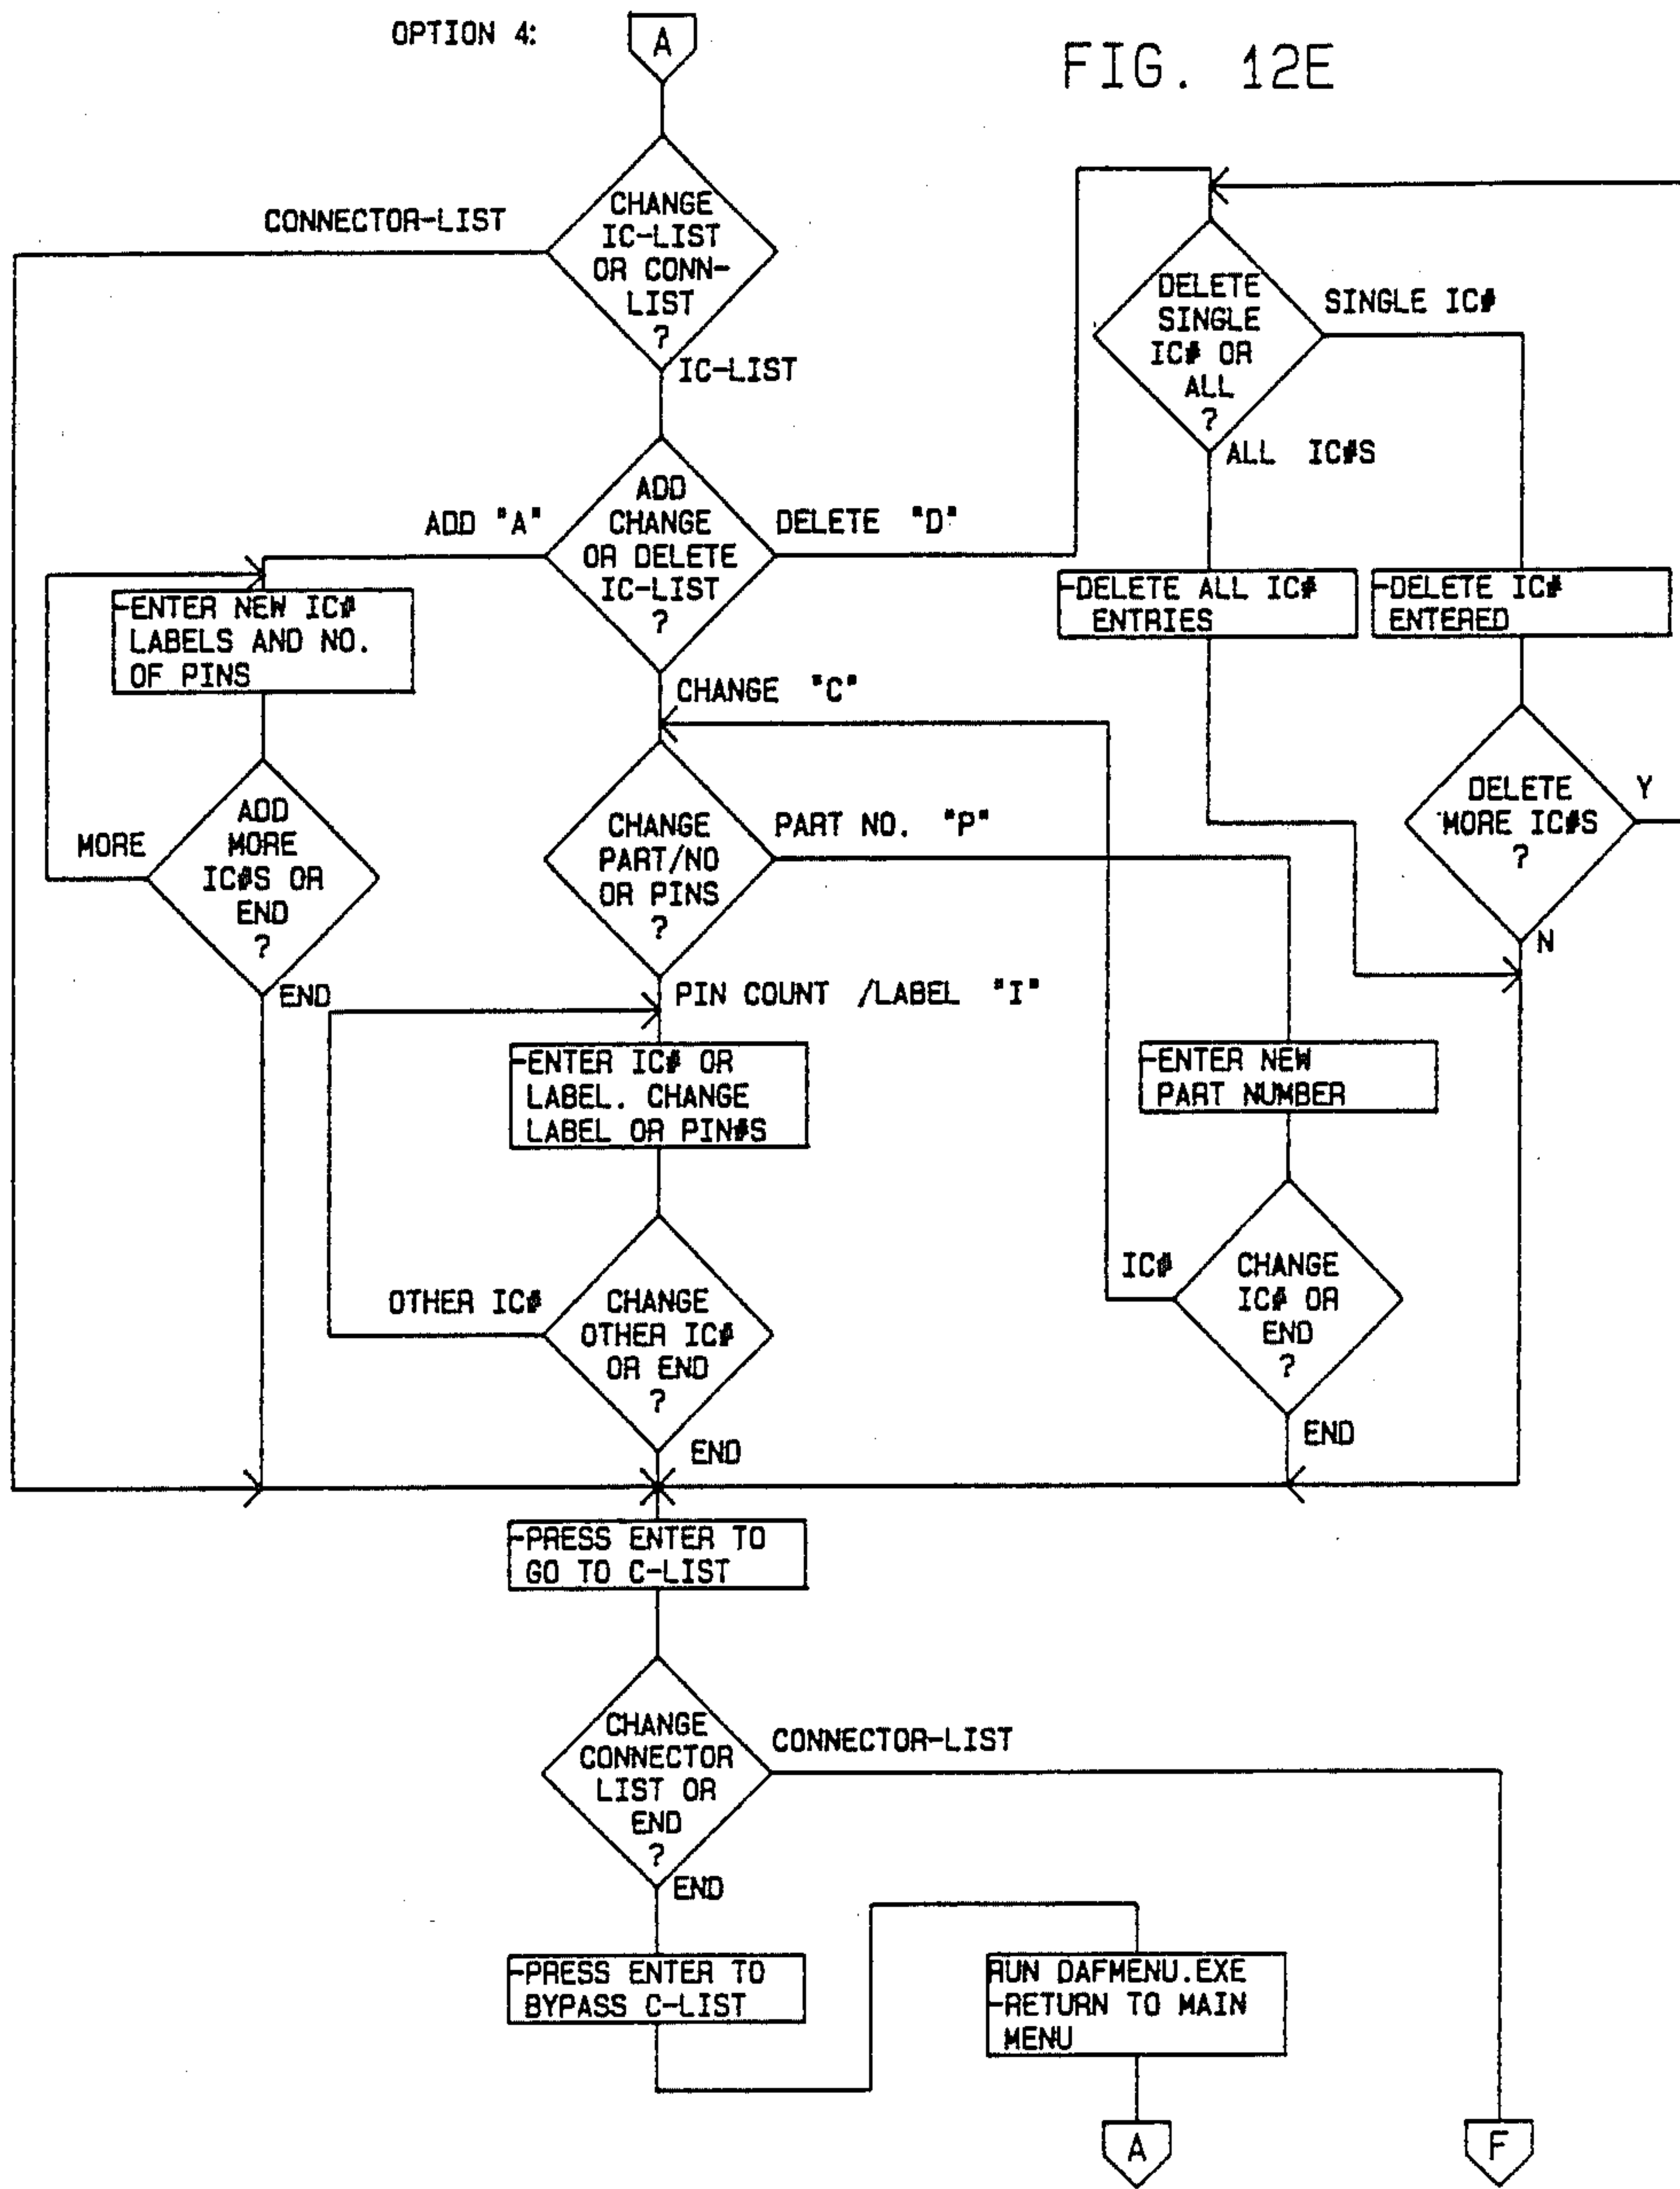 OPTION 4:
A
FIG. 12E
CHANGE
IC-LIST
OR CONN-
LIST
?
CONNECTOR-LIST
IC-LIST
DELETE
SINGLE
IC# OR
ALL
?
SINGLE IC#
ALL IC#S
ADD
CHANGE
OR DELETE
IC-LIST
?
ADD "A"
DELETE "D"
CHANGE "C"
-ENTER NEW IC#
LABELS AND NO.
OF PINS
-DELETE ALL IC#
ENTRIES
-DELETE IC#
ENTERED
ADD
MORE
IC#S OR
END
?
MORE
END
CHANGE
PART/NO
OR PINS
?
PART NO. "P"
PIN COUNT /LABEL "I"
DELETE
MORE IC#S
?
Y
N
-ENTER IC# OR
LABEL. CHANGE
LABEL OR PIN#S
-ENTER NEW
PART NUMBER
OTHER IC#
CHANGE
OTHER IC#
OR END
?
END
IC#
CHANGE
IC# OR
END
?
END
-PRESS ENTER TO
GO TO C-LIST
CHANGE
CONNECTOR
LIST OR
END
?
CONNECTOR-LIST
END
-PRESS ENTER TO
BYPASS C-LIST
RUN DAFMENU.EXE
-RETURN TO MAIN
MENU
A
F